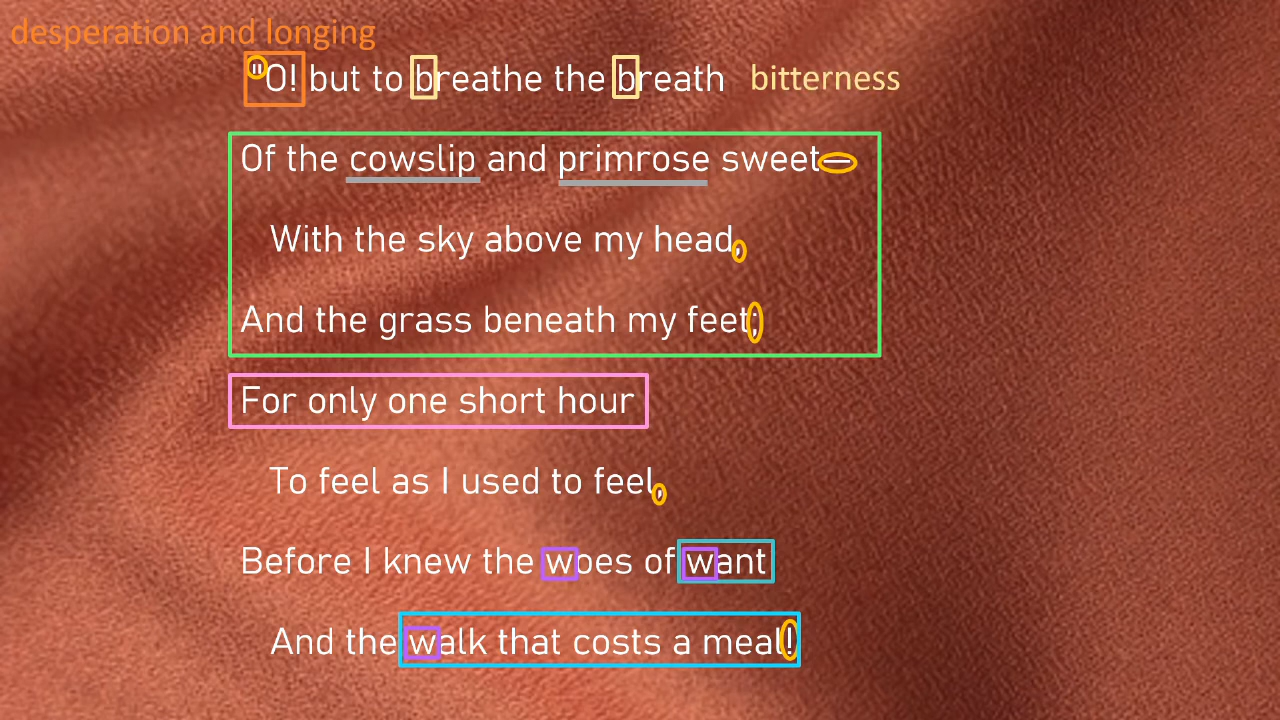 desperation and longing
"O! but to breathe the breath bitterness
Of the cowslip and primrose sweet—
With the sky above my head,
And the grass beneath my feet;
For only one short hour
To feel as I used to feel,
Before I knew the woes of want
And the walk that costs a meal!